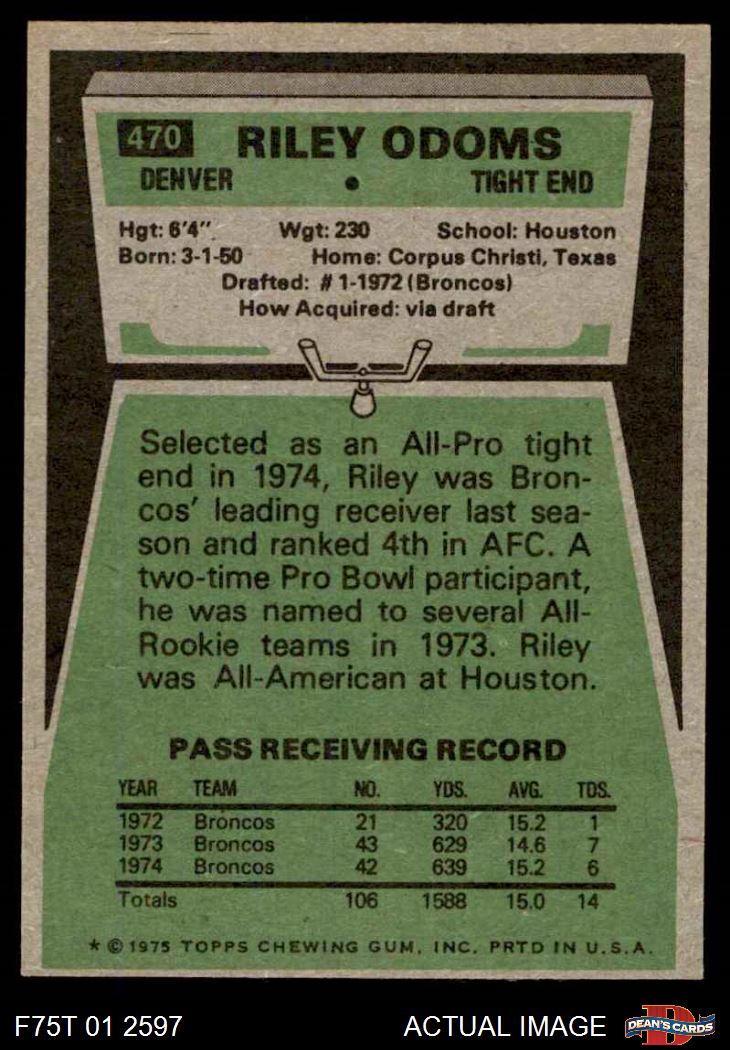 470 RILEY ODOMS
DENVER • TIGHT END
Hgt: 6'4" Wgt: 230 School: Houston
Born: 3-1-50 Home: Corpus Christi, Texas
Drafted: #1-1972 (Broncos)
How Acquired: via draft
Selected as an All-Pro tight
end in 1974, Riley was Bron-
cos' leading receiver last sea-
son and ranked 4th in AFC. A
two-time Pro Bowl participant,
he was named to several All-
Rookie teams in 1973. Riley
was All-American at Houston.
PASS RECEIVING RECORD
YEAR TEAM NO. YDS. AVG. TDS.
1972 Broncos 21 320 15.2 1
1973 Broncos 43 629 14.6 7
1974 Broncos 42 639 15.2 6
Totals 106 1588 15.0 14
* © 1975 TOPPS CHEWING GUM, INC. PRTD IN U.S.A.
F75T 01 2597 ACTUAL IMAGE D DEAN'S CARDS